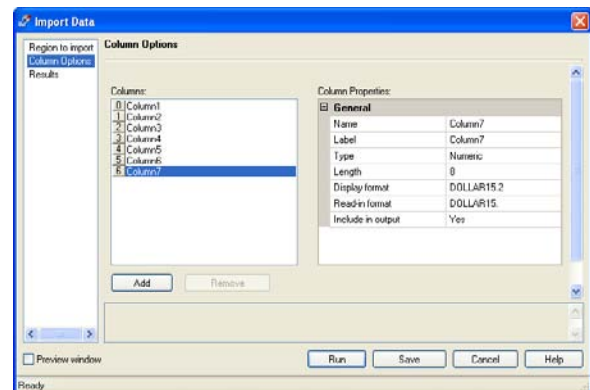 Import Data
Region to import
Column Options
Results
Column Options
Columns:
0 Column1
1 Column2
2 Column3
3 Column4
4 Column5
5 Column6
6 Column7
Add
Remove
Column Properties:
General
Name Column7
Label Column7
Type Numeric
Length 8
Display format DOLLAR15.2
Read-in format DOLLAR15.
Include in output Yes
Preview window
Run
Save
Cancel
Help
Ready